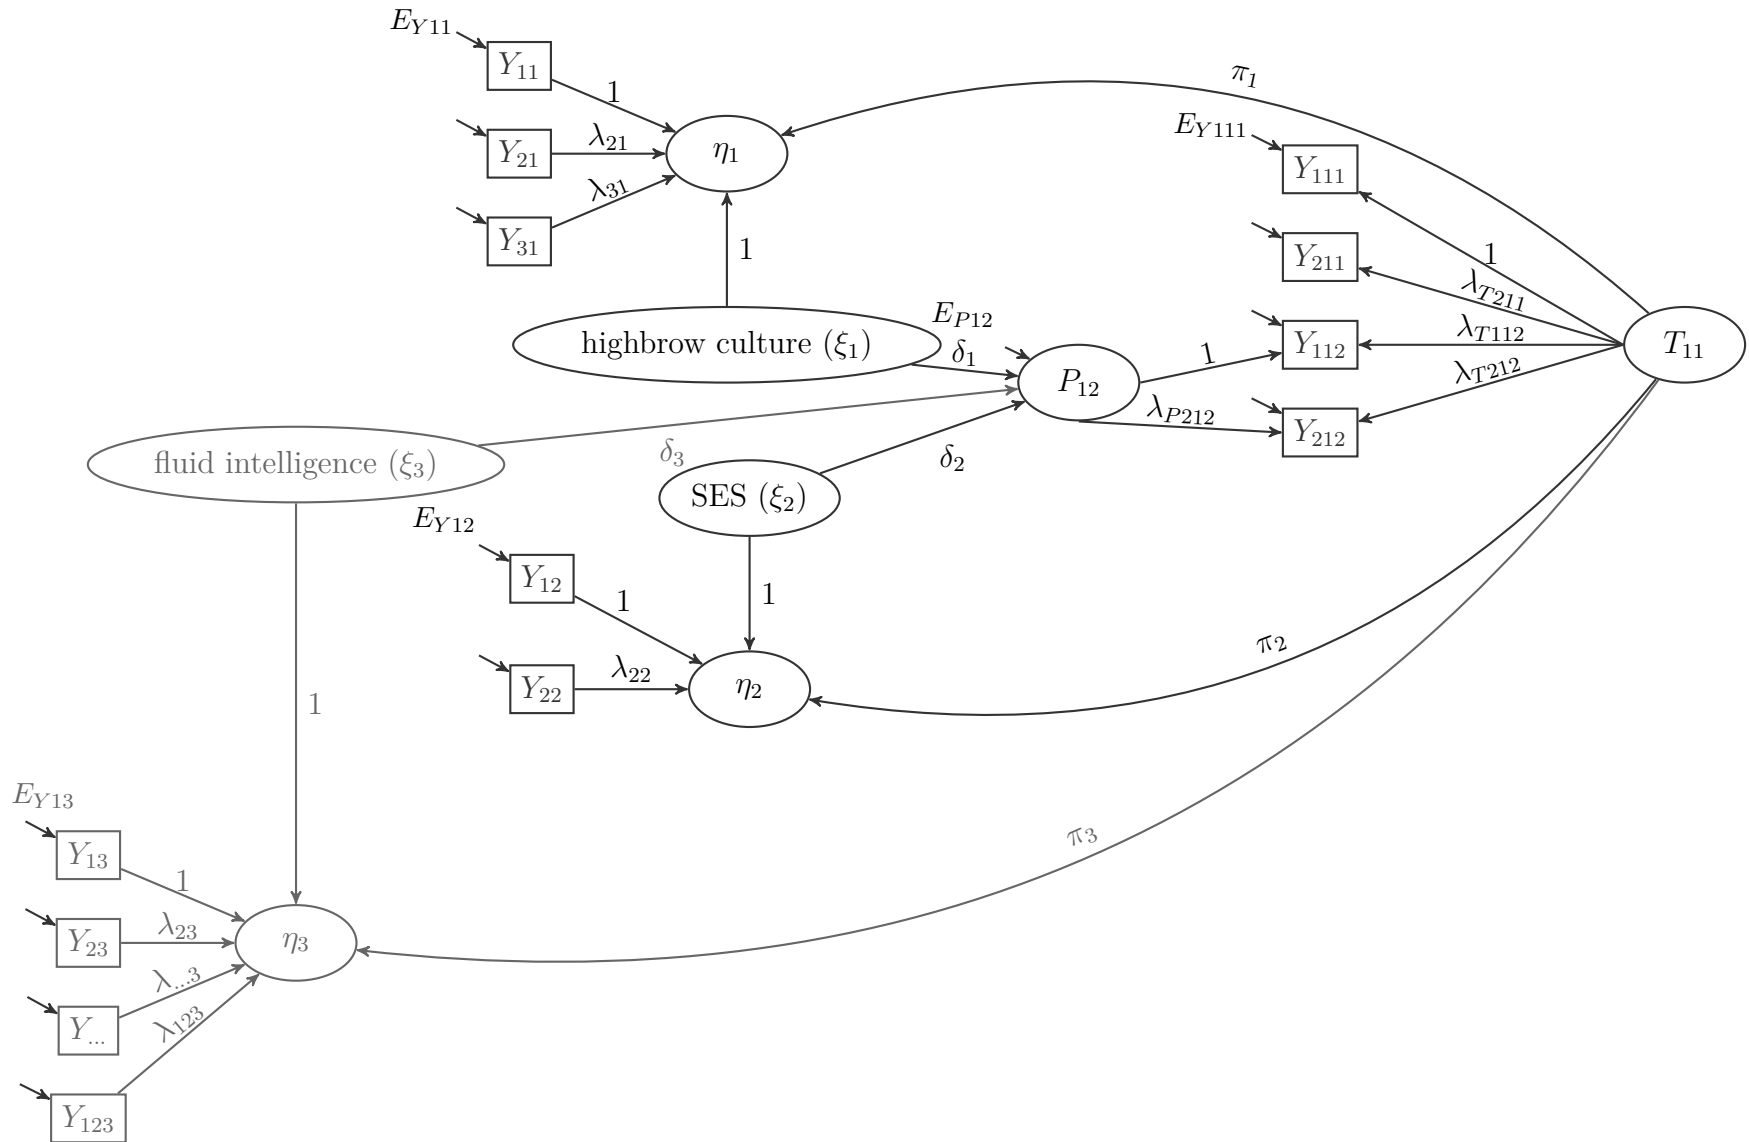 E_{Y11}
Y_{11}
1
Y_{21}
λ_{21}
Y_{31}
λ_{31}
η_1
1
π_1
E_{Y111}
Y_{111}
1
Y_{211}
λ_{T211}
Y_{112}
λ_{T112}
Y_{212}
λ_{T212}
T_{11}
highbrow culture (ξ_1)
δ_1
E_{P12}
P_{12}
1
λ_{P212}
fluid intelligence (ξ_3)
δ_3
SES (ξ_2)
δ_2
E_{Y12}
Y_{12}
1
1
Y_{22}
λ_{22}
η_2
π_2
1
E_{Y13}
Y_{13}
1
Y_{23}
λ_{23}
η_3
π_3
Y_{...}
λ_{...3}
Y_{123}
λ_{123}